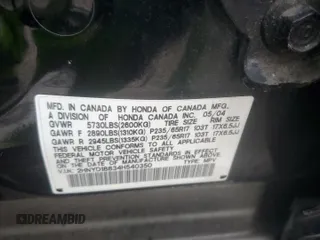 MFD. IN CANADA BY HONDA OF CANADA MFG.,
A DIVISION OF HONDA CANADA INC. 05/04
TIRE SIZE RIM SIZE
GVWR 5730LBS(2600KG)
GAWR F 2890LBS(1310KG) P235/65R17 103T 17X6.5JJ
GAWR R 2945LBS(1335KG) P235/65R17 103T 17X6.5JJ
THIS VEHICLE CONFORMS TO ALL APPLICABLE
FEDERAL MOTOR VEHICLE SAFETY STANDARDS
IN EFFECT ON THE DATE OF MANUFACTURE SHOWN ABOVE.
V.I.N. TYPE: MPV
DREAMBID